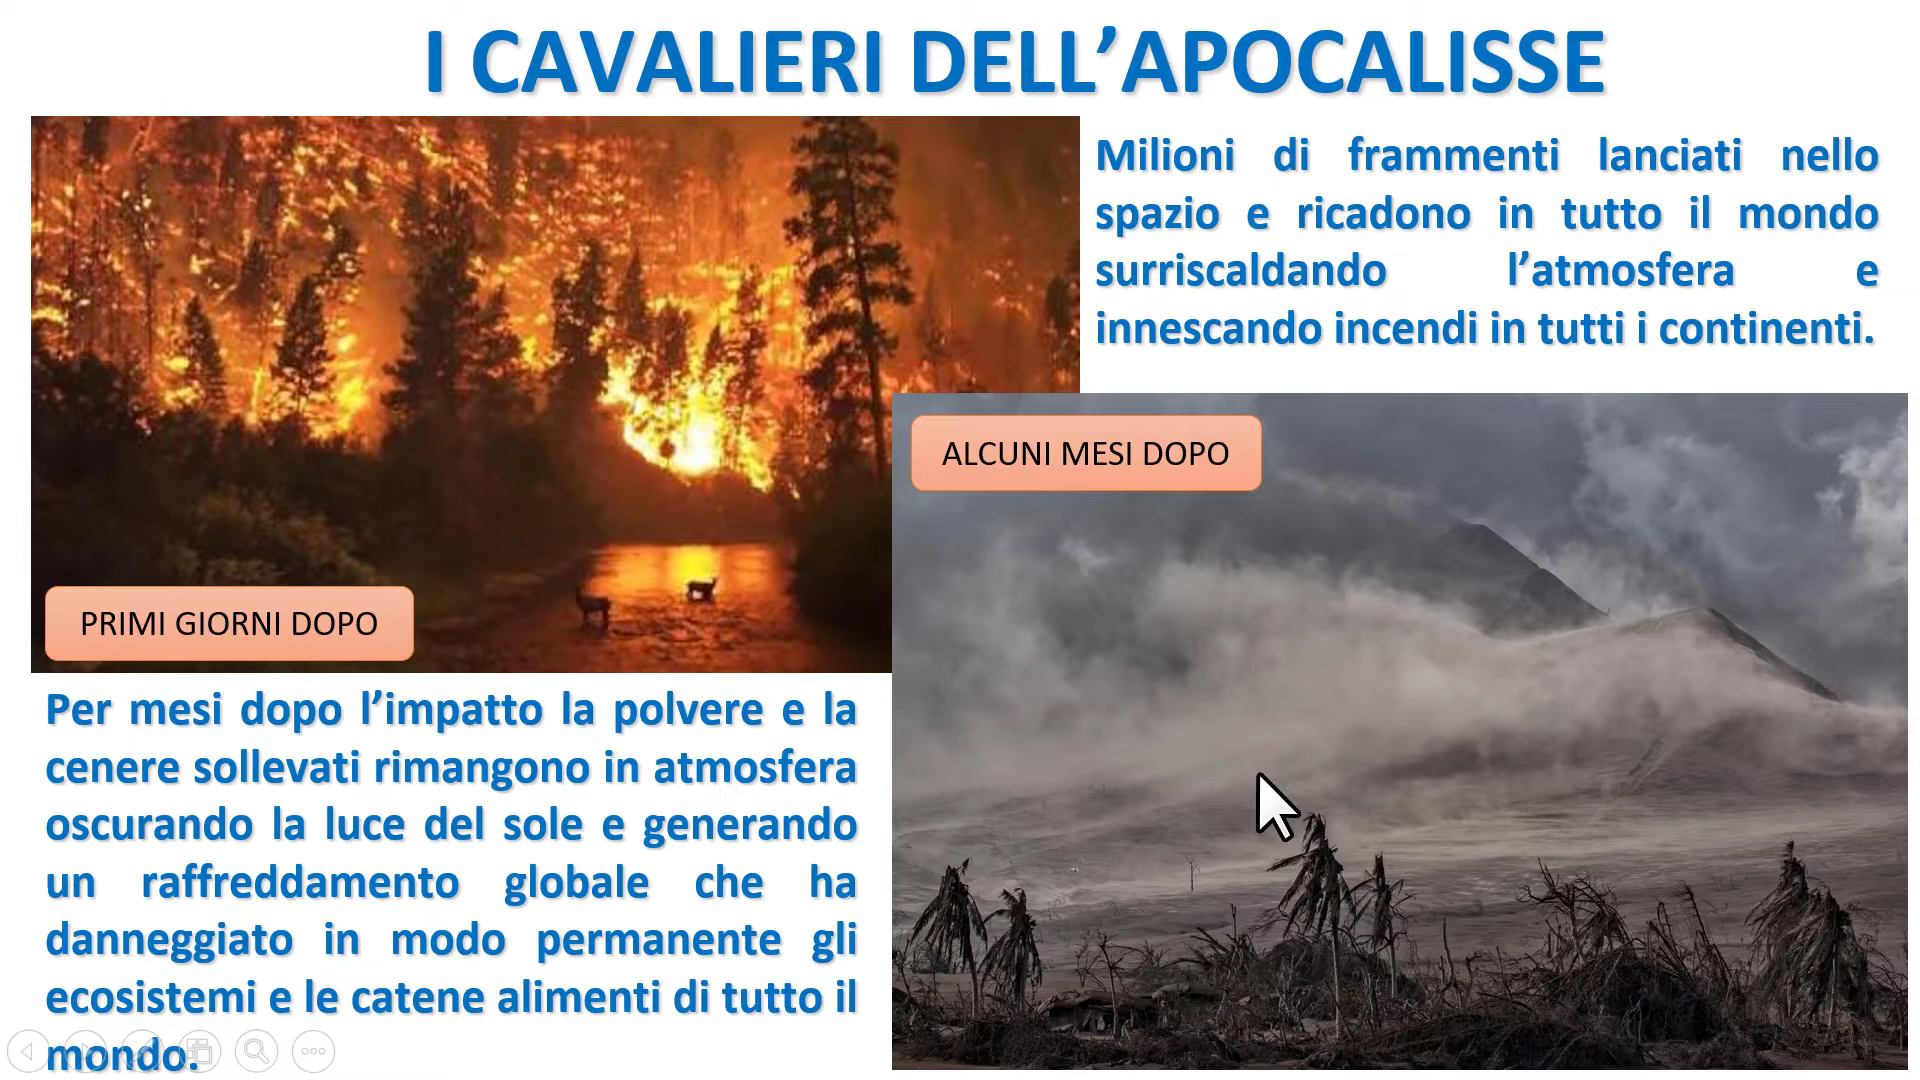 I CAVALIERI DELL’APOCALISSE
Milioni di frammenti lanciati nello
spazio e ricadono in tutto il mondo
surriscaldando l’atmosfera e
innescando incendi in tutti i continenti.
ALCUNI MESI DOPO
PRIMI GIORNI DOPO
Per mesi dopo l’impatto la polvere e la
cenere sollevati rimangono in atmosfera
oscurando la luce del sole e generando
un raffreddamento globale che ha
danneggiato in modo permanente gli
ecosistemi e le catene alimenti di tutto il
mondo.